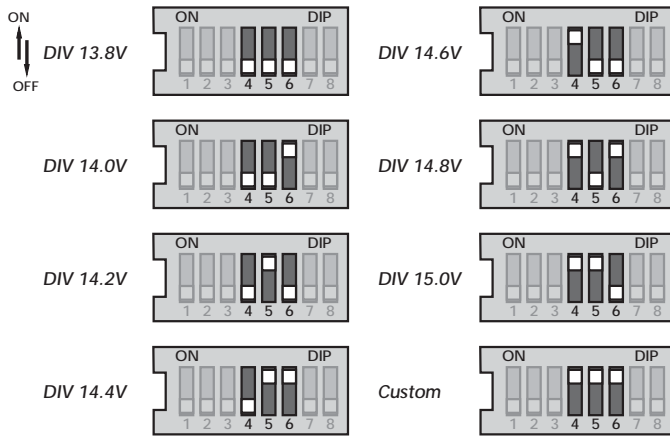 ON
OFF
DIV 13.8V
ON DIP
1 2 3 4 5 6 7 8
DIV 14.6V
ON DIP
1 2 3 4 5 6 7 8
DIV 14.0V
ON DIP
1 2 3 4 5 6 7 8
DIV 14.8V
ON DIP
1 2 3 4 5 6 7 8
DIV 14.2V
ON DIP
1 2 3 4 5 6 7 8
DIV 15.0V
ON DIP
1 2 3 4 5 6 7 8
DIV 14.4V
ON DIP
1 2 3 4 5 6 7 8
Custom
ON DIP
1 2 3 4 5 6 7 8